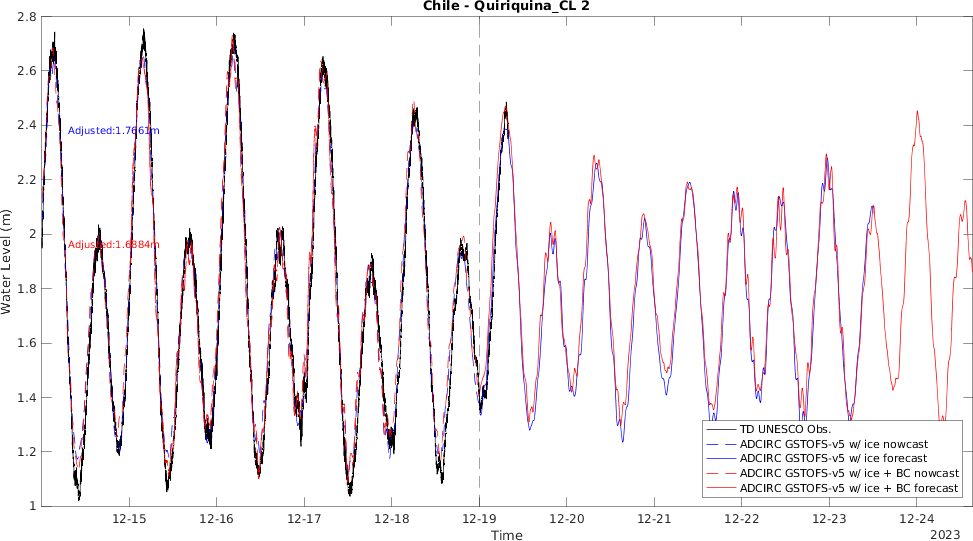 Chile - Quiriquina_CL 2
2.8
2.6
2.4
2.2
2
1.8
1.6
1.4
1.2
1
Water Level (m)
Adjusted:1.7661m
Adjusted:1.6884m
TD UNESCO Obs.
ADCIRC GSTOFS-v5 w/ ice nowcast
ADCIRC GSTOFS-v5 w/ ice forecast
ADCIRC GSTOFS-v5 w/ ice + BC nowcast
ADCIRC GSTOFS-v5 w/ ice + BC forecast
12-15 12-16 12-17 12-18 12-19 12-20 12-21 12-22 12-23 12-24
Time
2023